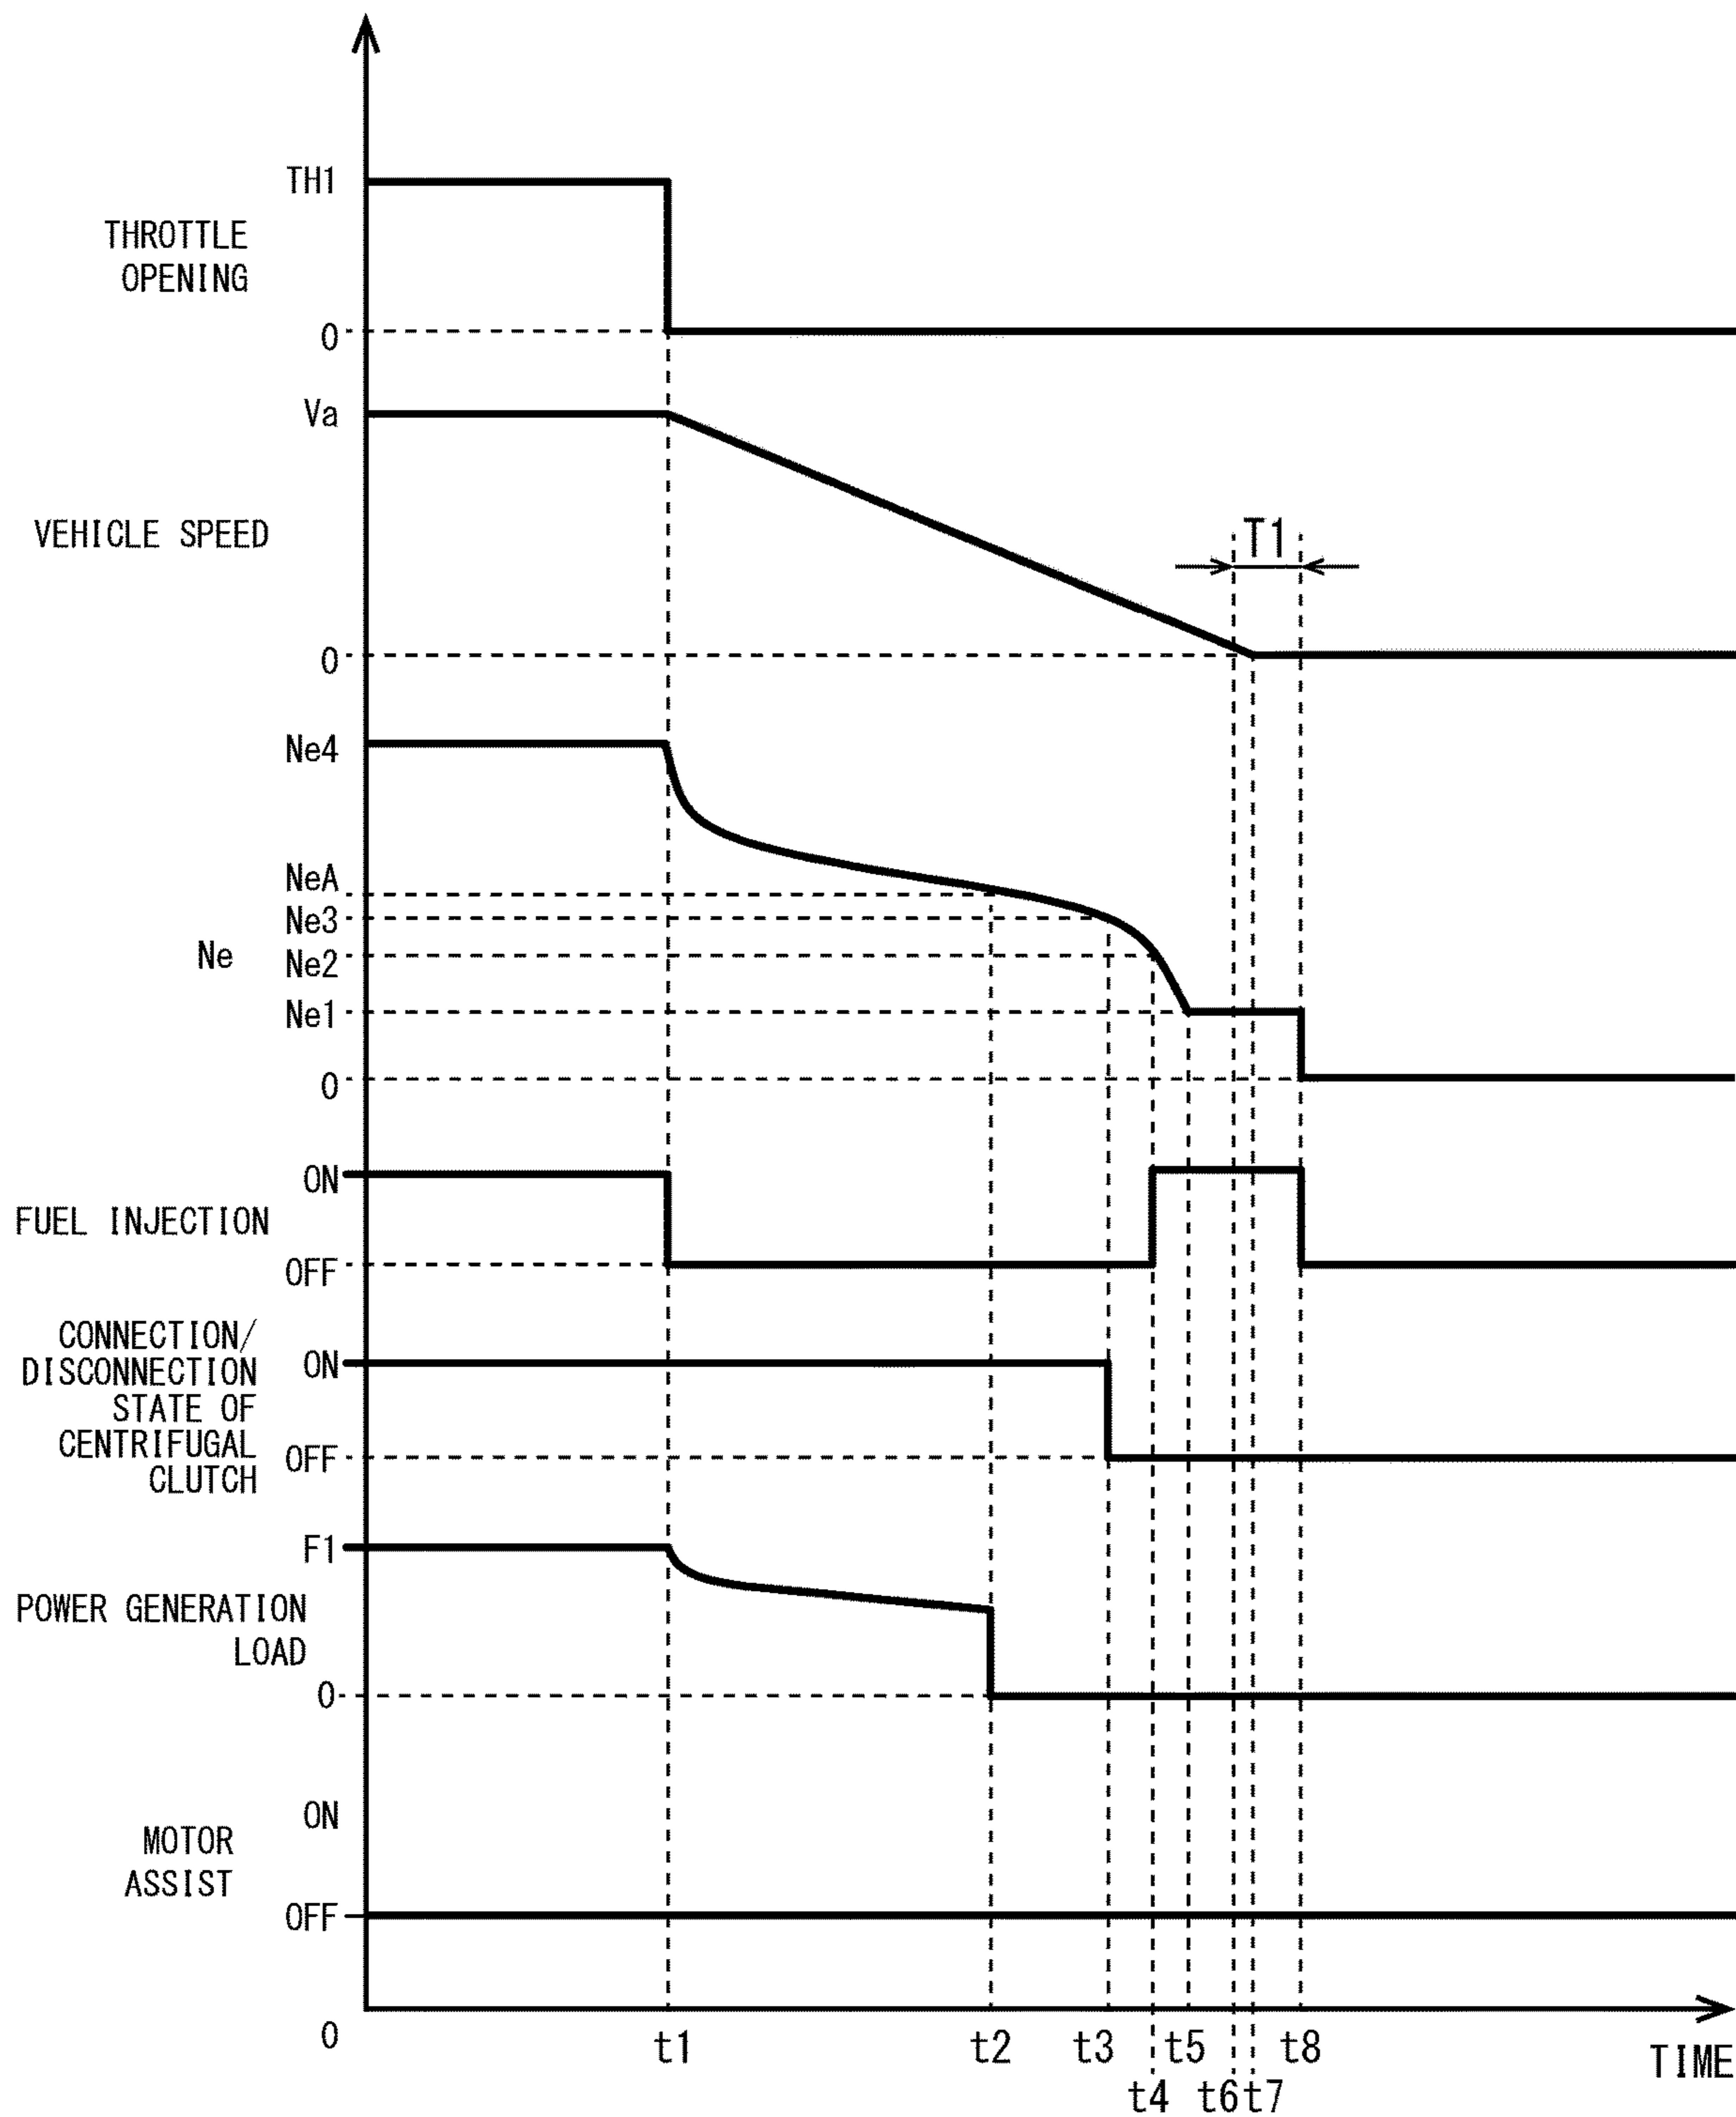 TH1
THROTTLE
OPENING
0
Va
VEHICLE SPEED
T1
0
Ne4
NeA
Ne3
Ne
Ne2
Ne1
0
ON
FUEL INJECTION
OFF
CONNECTION/
DISCONNECTION
STATE OF
CENTRIFUGAL
CLUTCH
ON
OFF
F1
POWER GENERATION
LOAD
0
ON
MOTOR
ASSIST
OFF
0
t1
t2
t3
t5
t8
TIME
t4
t6
t7